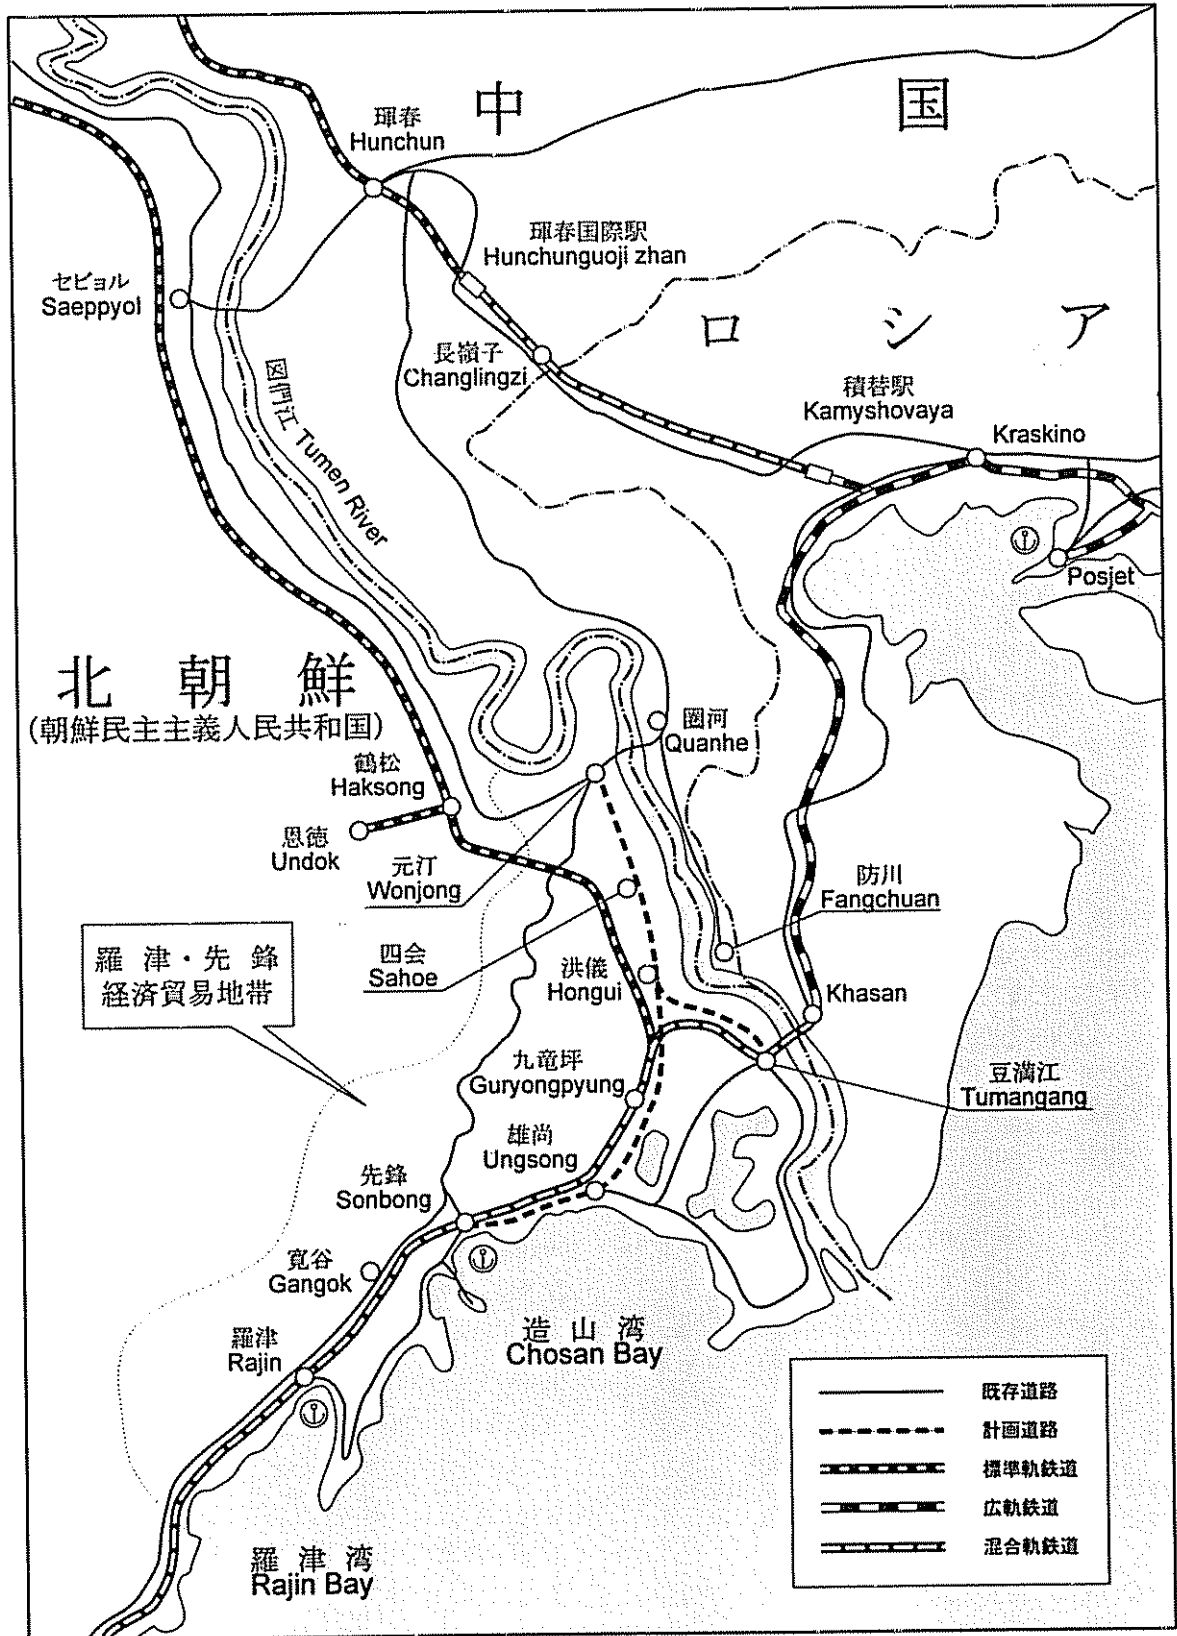 中国
琿春
Hunchun
琿春国際駅
Hunchunguoji zhan
セビョル
Saeppyol
ロシア
長嶺子
Changlingzi
積替駅
Kamyshovaya
Kraskino
図們江 Tumen River
Posjet
北朝鮮
(朝鮮民主主義人民共和国)
圏河
Quanhe
鶴松
Haksong
恩徳
Undok
元汀
Wonjong
防川
Fangchuan
四会
Sahoe
洪儀
Hongui
羅津・先鋒
経済貿易地帯
Khasan
九竜坪
Guryongpyung
豆満江
Tumangang
雄尚
Ungsong
先鋒
Sonbong
寛谷
Gangok
羅津
Rajin
造山湾
Chosan Bay
既存道路
計画道路
標準軌鉄道
広軌鉄道
混合軌鉄道
羅津湾
Rajin Bay